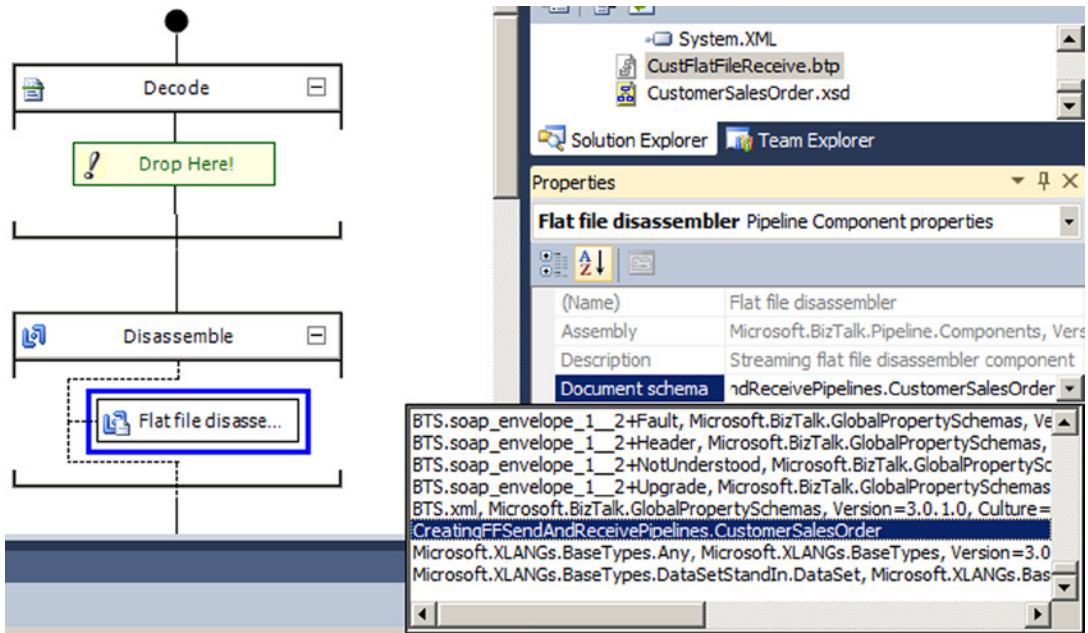 Decode
Drop Here!
Disassemble
Flat file disasse...
System.XML
CustFlatFileReceive.btp
CustomerSalesOrder.xsd
Solution Explorer
Team Explorer
Properties
Flat file disassembler Pipeline Component properties
(Name) Flat file disassembler
Assembly Microsoft.BizTalk.Pipeline.Components, Vers
Description Streaming flat file disassembler component
Document schema ndReceivePipelines.CustomerSalesOrder
BTS.soap_envelope_1__2+Fault, Microsoft.BizTalk.GlobalPropertySchemas, Ve
BTS.soap_envelope_1__2+Header, Microsoft.BizTalk.GlobalPropertySchemas,
BTS.soap_envelope_1__2+NotUnderstood, Microsoft.BizTalk.GlobalPropertySc
BTS.soap_envelope_1__2+Upgrade, Microsoft.BizTalk.GlobalPropertySchemas
BTS.xml, Microsoft.BizTalk.GlobalPropertySchemas, Version=3.0.1.0, Culture=
CreatingFFSendAndReceivePipelines.CustomerSalesOrder
Microsoft.XLANGs.BaseTypes.Any, Microsoft.XLANGs.BaseTypes, Version=3.0
Microsoft.XLANGs.BaseTypes.DataSetStandIn.DataSet, Microsoft.XLANGs.Bas